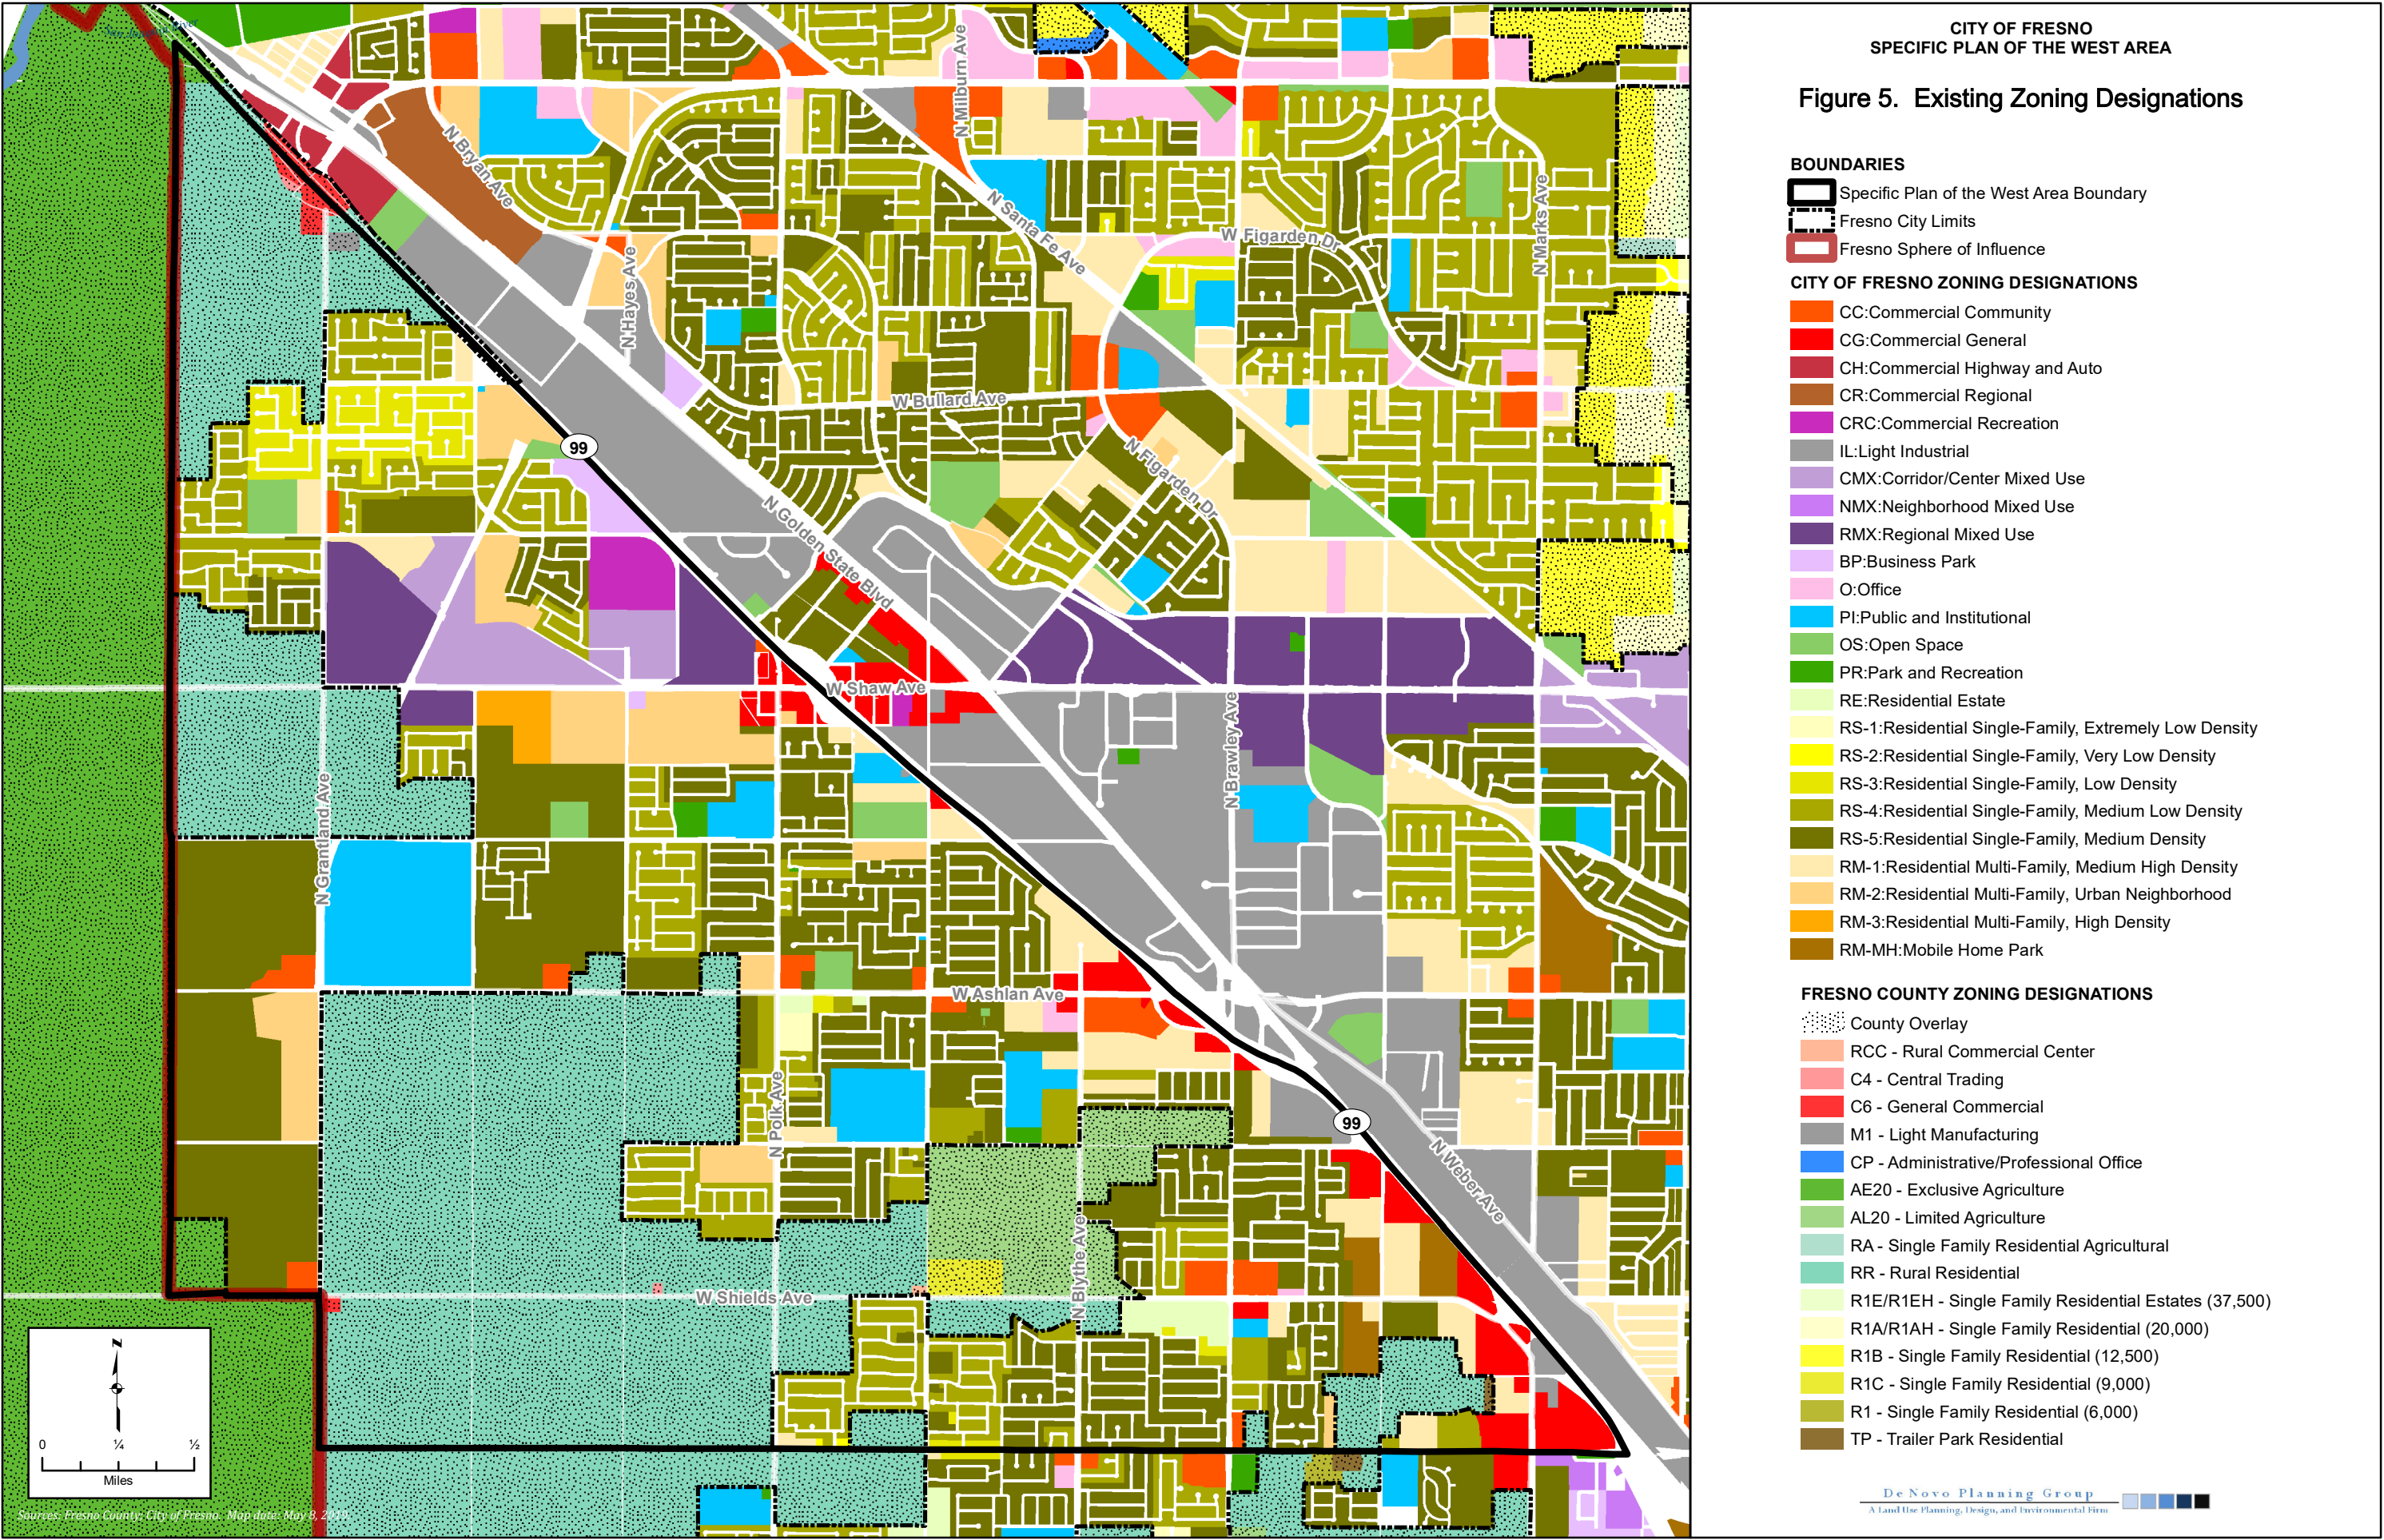 CITY OF FRESNO
SPECIFIC PLAN OF THE WEST AREA
Figure 5. Existing Zoning Designations
BOUNDARIES
Specific Plan of the West Area Boundary
Fresno City Limits
Fresno Sphere of Influence
CITY OF FRESNO ZONING DESIGNATIONS
CC:Commercial Community
CG:Commercial General
CH:Commercial Highway and Auto
CR:Commercial Regional
CRC:Commercial Recreation
IL:Light Industrial
CMX:Corridor/Center Mixed Use
NMX:Neighborhood Mixed Use
RMX:Regional Mixed Use
BP:Business Park
O:Office
PI:Public and Institutional
OS:Open Space
PR:Park and Recreation
RE:Residential Estate
RS-1:Residential Single-Family, Extremely Low Density
RS-2:Residential Single-Family, Very Low Density
RS-3:Residential Single-Family, Low Density
RS-4:Residential Single-Family, Medium Low Density
RS-5:Residential Single-Family, Medium Density
RM-1:Residential Multi-Family, Medium High Density
RM-2:Residential Multi-Family, Urban Neighborhood
RM-3:Residential Multi-Family, High Density
RM-MH:Mobile Home Park
FRESNO COUNTY ZONING DESIGNATIONS
County Overlay
RCC - Rural Commercial Center
C4 - Central Trading
C6 - General Commercial
M1 - Light Manufacturing
CP - Administrative/Professional Office
AE20 - Exclusive Agriculture
AL20 - Limited Agriculture
RA - Single Family Residential Agricultural
RR - Rural Residential
R1E/R1EH - Single Family Residential Estates (37,500)
R1A/R1AH - Single Family Residential (20,000)
R1B - Single Family Residential (12,500)
R1C - Single Family Residential (9,000)
R1 - Single Family Residential (6,000)
TP - Trailer Park Residential
De Novo Planning Group
A Land Use Planning, Design, and Environmental Firm
River
N Milburn Ave
N Bryan Ave
N Santa Fe Ave
W Figarden Dr
N Marks Ave
N Hayes Ave
W Bullard Ave
99
N Figarden Dr
N Golden State Blvd
W Shaw Ave
N Brawley Ave
N Grantland Ave
W Ashlan Ave
N Polk Ave
99
N Weber Ave
N Blythe Ave
W Shields Ave
N
0 ¼ ½
Miles
Sources: Fresno County; City of Fresno. Map date: May 8,